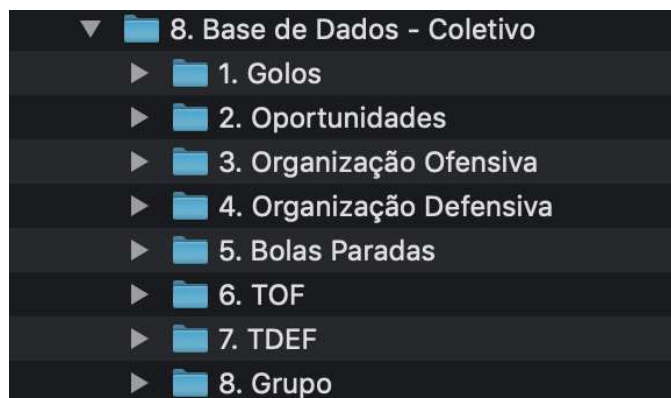 8. Base de Dados - Coletivo
1. Golos
2. Oportunidades
3. Organização Ofensiva
4. Organização Defensiva
5. Bolas Paradas
6. TOF
7. TDEF
8. Grupo